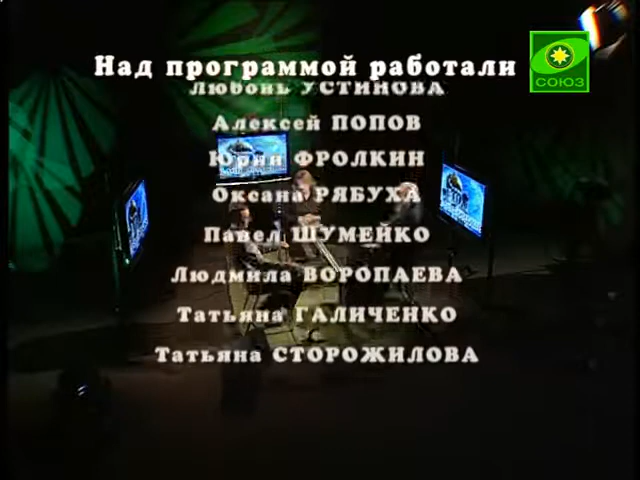 Над программой работали
СОЮЗ
Любовь УСТИНОВА
Алексей ПОПОВ
Юрий ФРОЛКИН
Оксана РЯБУХА
Павел ШУМЕЙКО
Людмила ВОРОПАЕВА
Татьяна ГАЛИЧЕНКО
Татьяна СТОРОЖИЛОВА